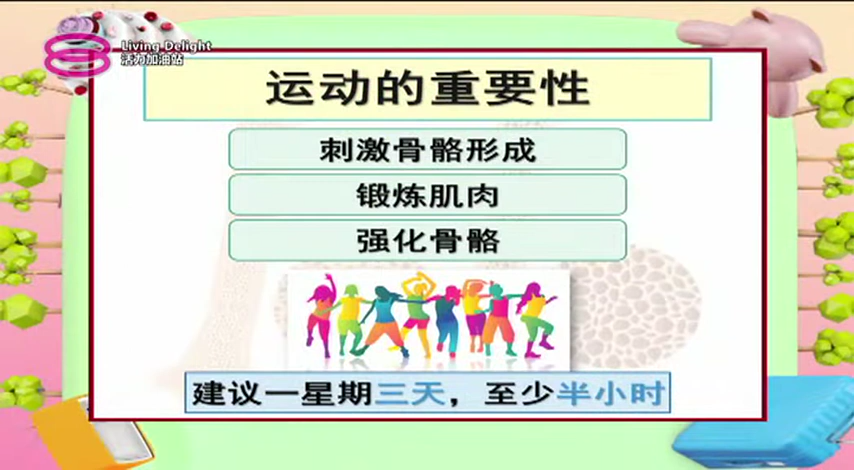 Living Delight
活力加油站
运动的重要性
刺激骨骼形成
锻炼肌肉
强化骨骼
建议一星期三天，至少半小时